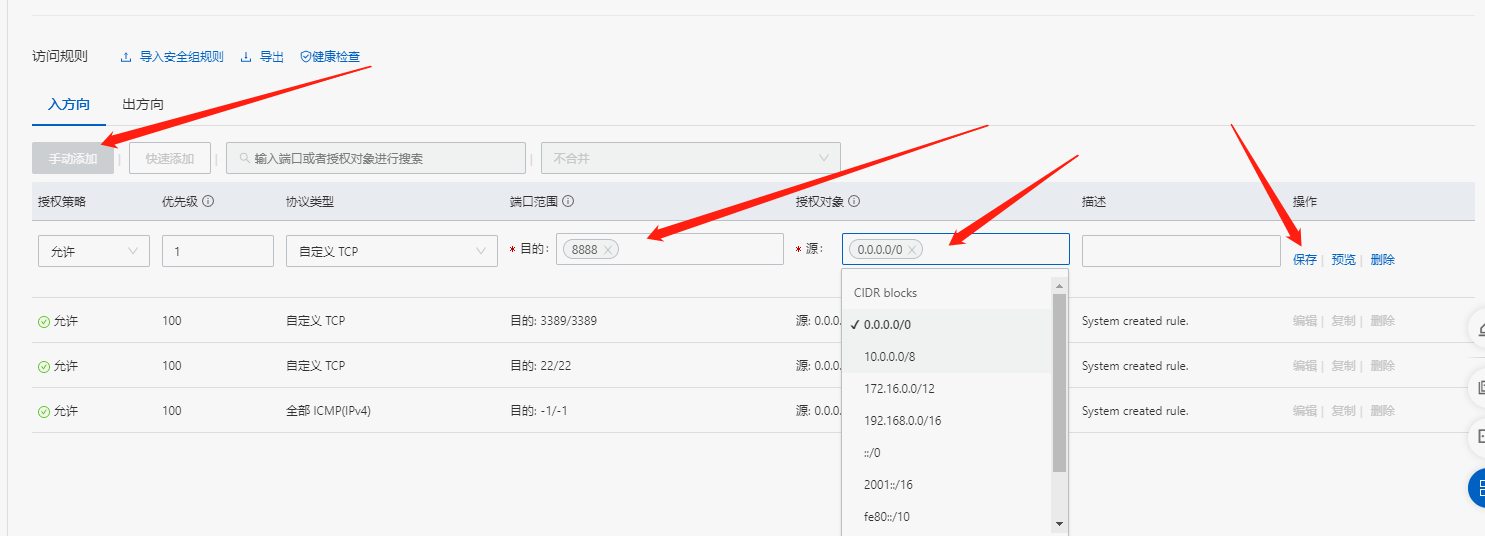 访问规则 导入安全组规则 导出 健康检查
入方向 出方向
手动添加 | 快速添加 | 输入端口或者授权对象进行搜索 | 不合并
授权策略 优先级 协议类型 端口范围 授权对象 描述 操作
允许 1 自定义 TCP * 目的: 8888 * 源: 0.0.0.0/0 保存 | 预览 | 删除
CIDR blocks
允许 100 自定义 TCP 目的: 3389/3389 源: 0.0.0. System created rule. 编辑 | 复制 | 删除
0.0.0.0/0
10.0.0.0/8
允许 100 自定义 TCP 目的: 22/22 源: 0.0.0. System created rule. 编辑 | 复制 | 删除
172.16.0.0/12
允许 100 全部 ICMP(IPv4) 目的: -1/-1 源: 0.0.0. System created rule. 编辑 | 复制 | 删除
192.168.0.0/16
::/0
2001::/16
fe80::/10